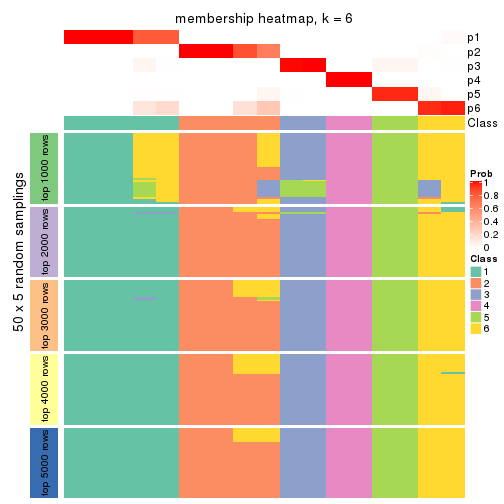 membership heatmap, k = 6
p1
p2
p3
p4
p5
p6
Class
50 x 5 random samplings
top 1000 rows
top 2000 rows
top 3000 rows
top 4000 rows
top 5000 rows
Prob
1
0.8
0.6
0.4
0.2
0
Class
1
2
3
4
5
6